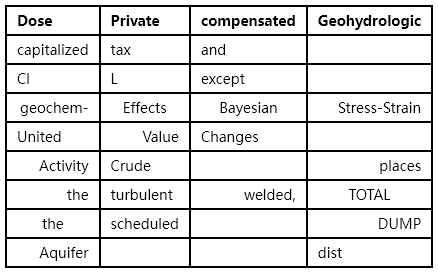 Dose Private compensated Geohydrologic
capitalized tax and
CI L except
geochem- Effects Bayesian Stress-Strain
United Value Changes
Activity Crude places
the turbulent welded, TOTAL
the scheduled DUMP
Aquifer dist